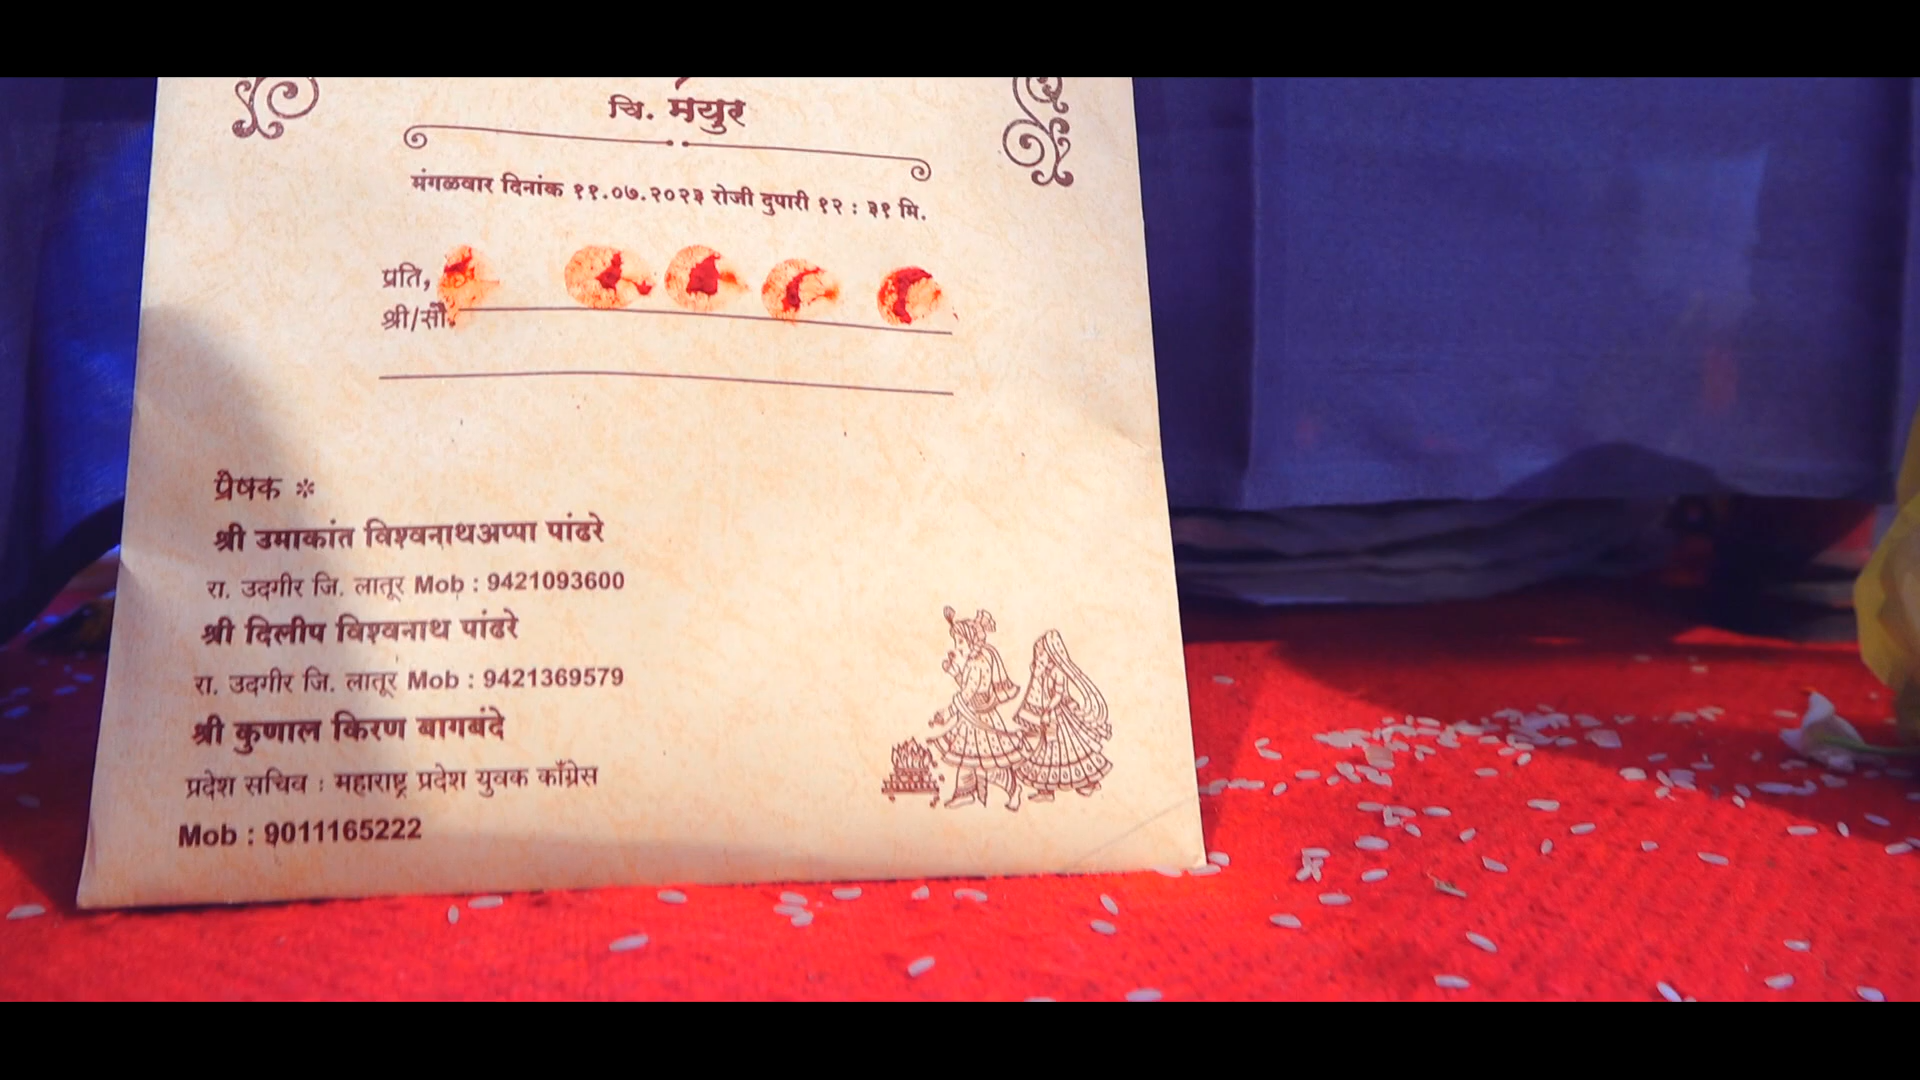 चि. मयुर
मंगळवार दिनांक ११.०७.२०२३ रोजी दुपारी १२ : ३१ मि.
प्रति,
श्री/सौ.
प्रेषक *
श्री उमाकांत विश्वनाथअप्पा पांढरे
रा. उदगीर जि. लातूर Mob : 9421093600
श्री दिलीप विश्वनाथ पांढरे
रा. उदगीर जि. लातूर Mob : 9421369579
श्री कुणाल किरण बागबंदे
प्रदेश सचिव : महाराष्ट्र प्रदेश युवक काँग्रेस
Mob : 9011165222